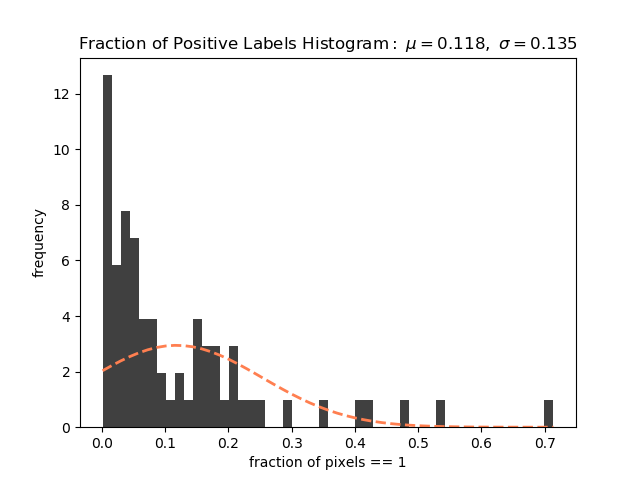 Fraction of Positive Labels Histogram: μ = 0.118, σ = 0.135
12
10
8
6
4
2
0
frequency
0.0 0.1 0.2 0.3 0.4 0.5 0.6 0.7
fraction of pixels == 1